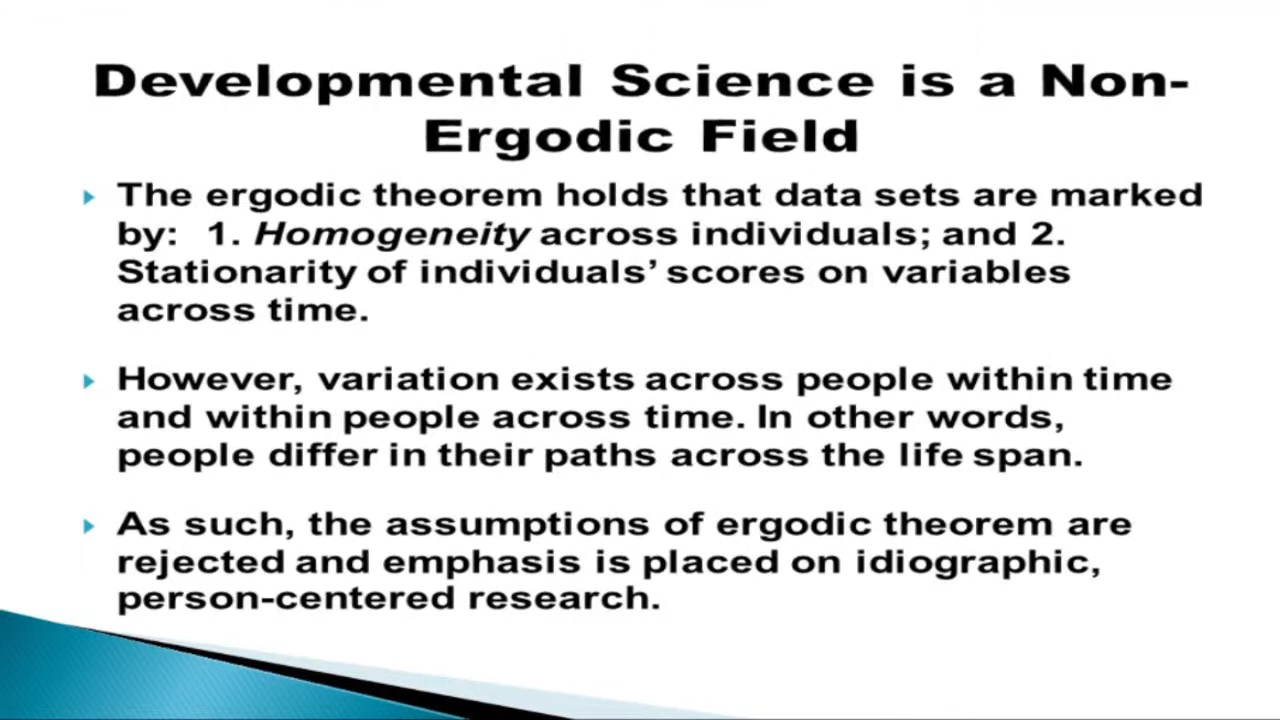 Developmental Science is a Non-
Ergodic Field
The ergodic theorem holds that data sets are marked
by: 1. Homogeneity across individuals; and 2.
Stationarity of individuals’ scores on variables
across time.
However, variation exists across people within time
and within people across time. In other words,
people differ in their paths across the life span.
As such, the assumptions of ergodic theorem are
rejected and emphasis is placed on idiographic,
person-centered research.